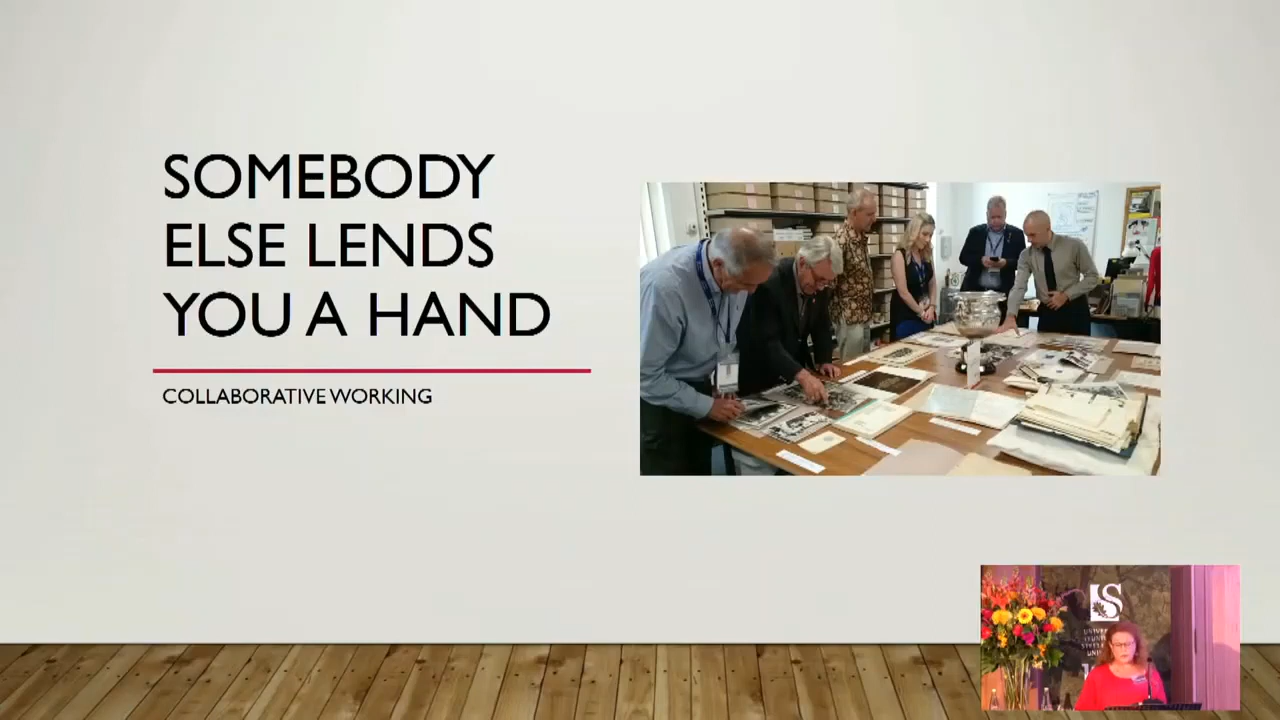 SOMEBODY
ELSE LENDS
YOU A HAND
COLLABORATIVE WORKING
S